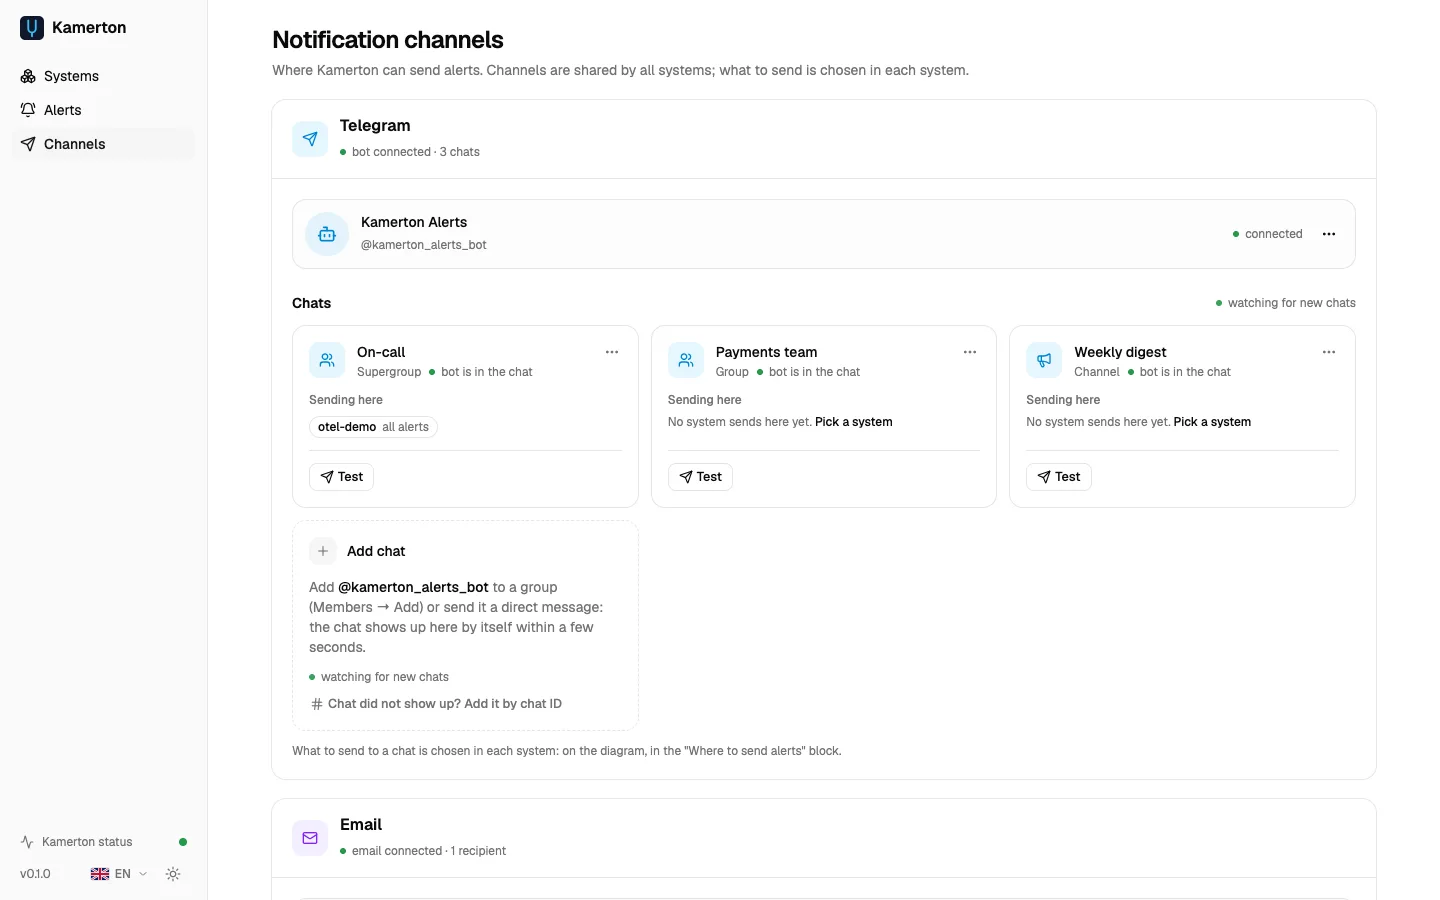 Kamerton
Systems
Alerts
Channels
Notification channels
Where Kamerton can send alerts. Channels are shared by all systems; what to send is chosen in each system.
Telegram
bot connected · 3 chats
Kamerton Alerts
@kamerton_alerts_bot
connected
Chats
watching for new chats
On-call
Supergroup bot is in the chat
Sending here
otel-demo all alerts
Test
Payments team
Group bot is in the chat
Sending here
No system sends here yet. Pick a system
Test
Weekly digest
Channel bot is in the chat
Sending here
No system sends here yet. Pick a system
Test
Add chat
Add @kamerton_alerts_bot to a group
(Members → Add) or send it a direct message:
the chat shows up here by itself within a few
seconds.
watching for new chats
Chat did not show up? Add it by chat ID
What to send to a chat is chosen in each system: on the diagram, in the "Where to send alerts" block.
Email
email connected · 1 recipient
Kamerton status
v0.1.0
EN